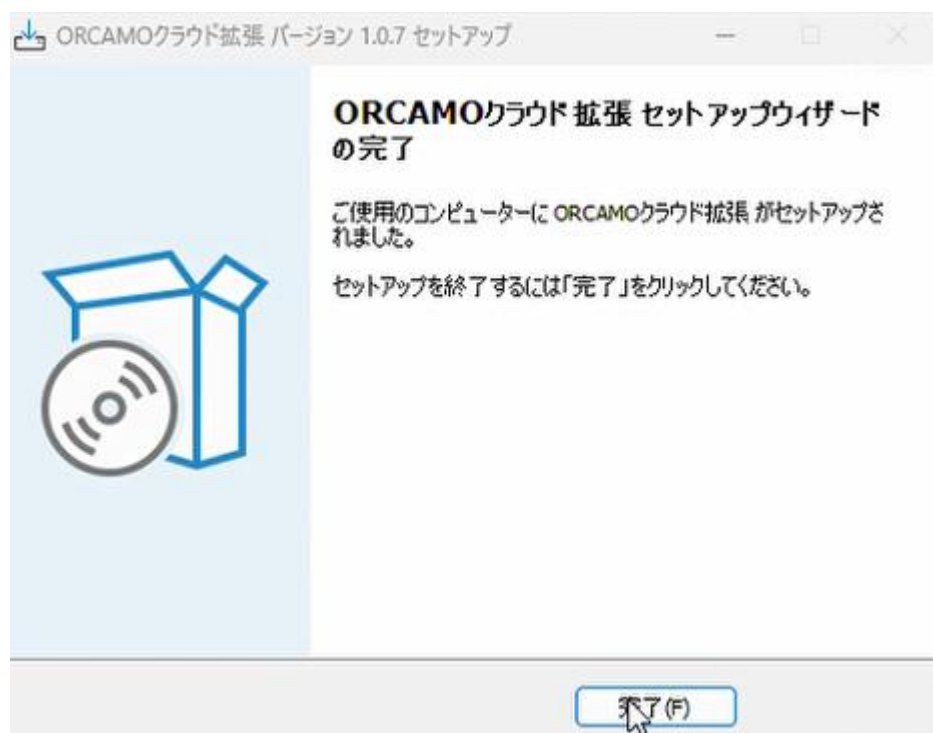 ORCAMOクラウド拡張 バージョン 1.0.7 セットアップ
ORCAMOクラウド拡張 セットアップウィザード
の完了
ご使用のコンピューターに ORCAMOクラウド拡張 がセットアップさ
れました。
セットアップを終了するには「完了」をクリックしてください。
完了(F)